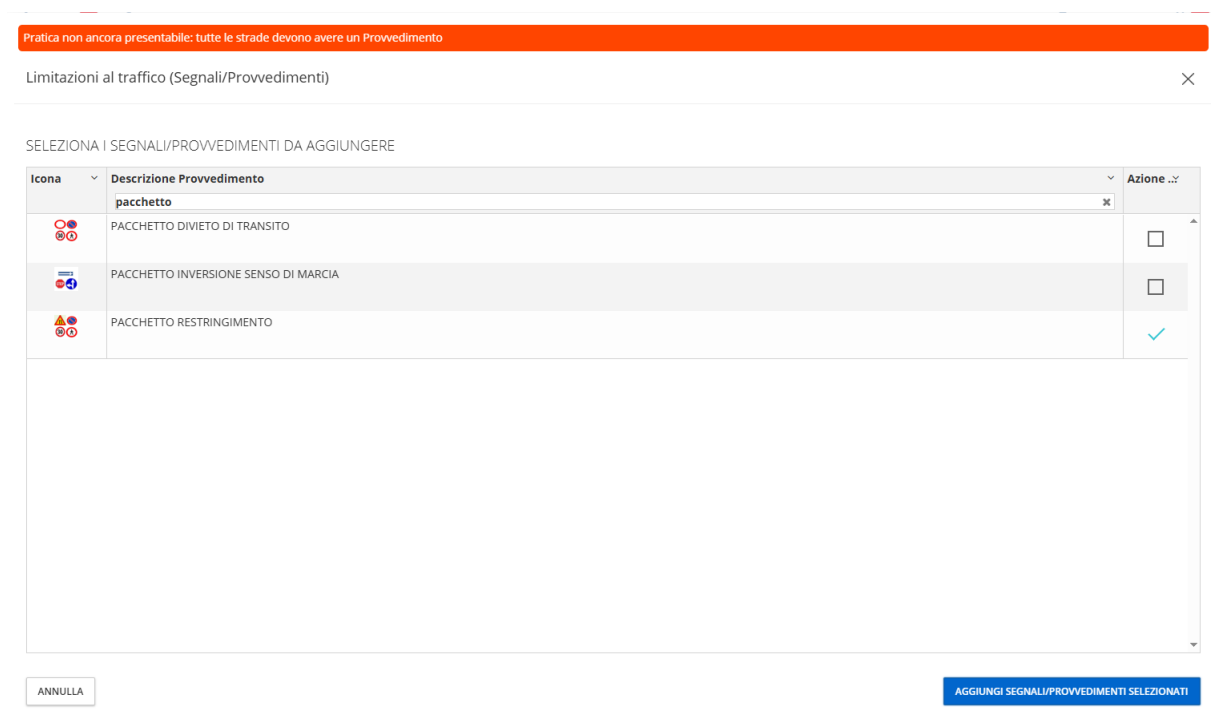 Pratica non ancora presentabile: tutte le strade devono avere un Provvedimento
Limitazioni al traffico (Segnali/Provvedimenti)
SELEZIONA I SEGNALI/PROVVEDIMENTI DA AGGIUNGERE
Icona Descrizione Provvedimento Azione ...
pacchetto
PACCHETTO DIVIETO DI TRANSITO
PACCHETTO INVERSIONE SENSO DI MARCIA
PACCHETTO RESTRINGIMENTO
ANNULLA AGGIUNGI SEGNALI/PROVVEDIMENTI SELEZIONATI